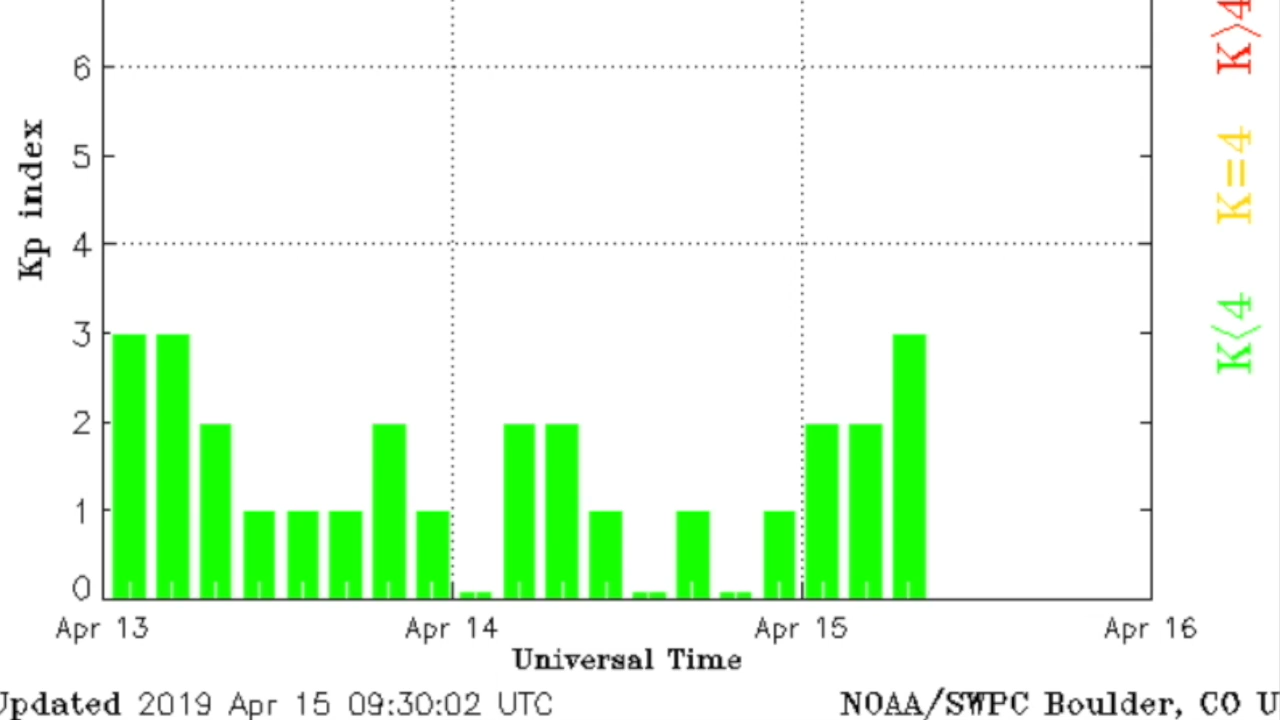 6
5
4
3
2
1
0
Kp index
Apr 13 Apr 14 Apr 15 Apr 16
Universal Time
Updated 2019 Apr 15 09:30:02 UTC
NOAA/SWPC Boulder, CO U
K<4 K=4 K>4